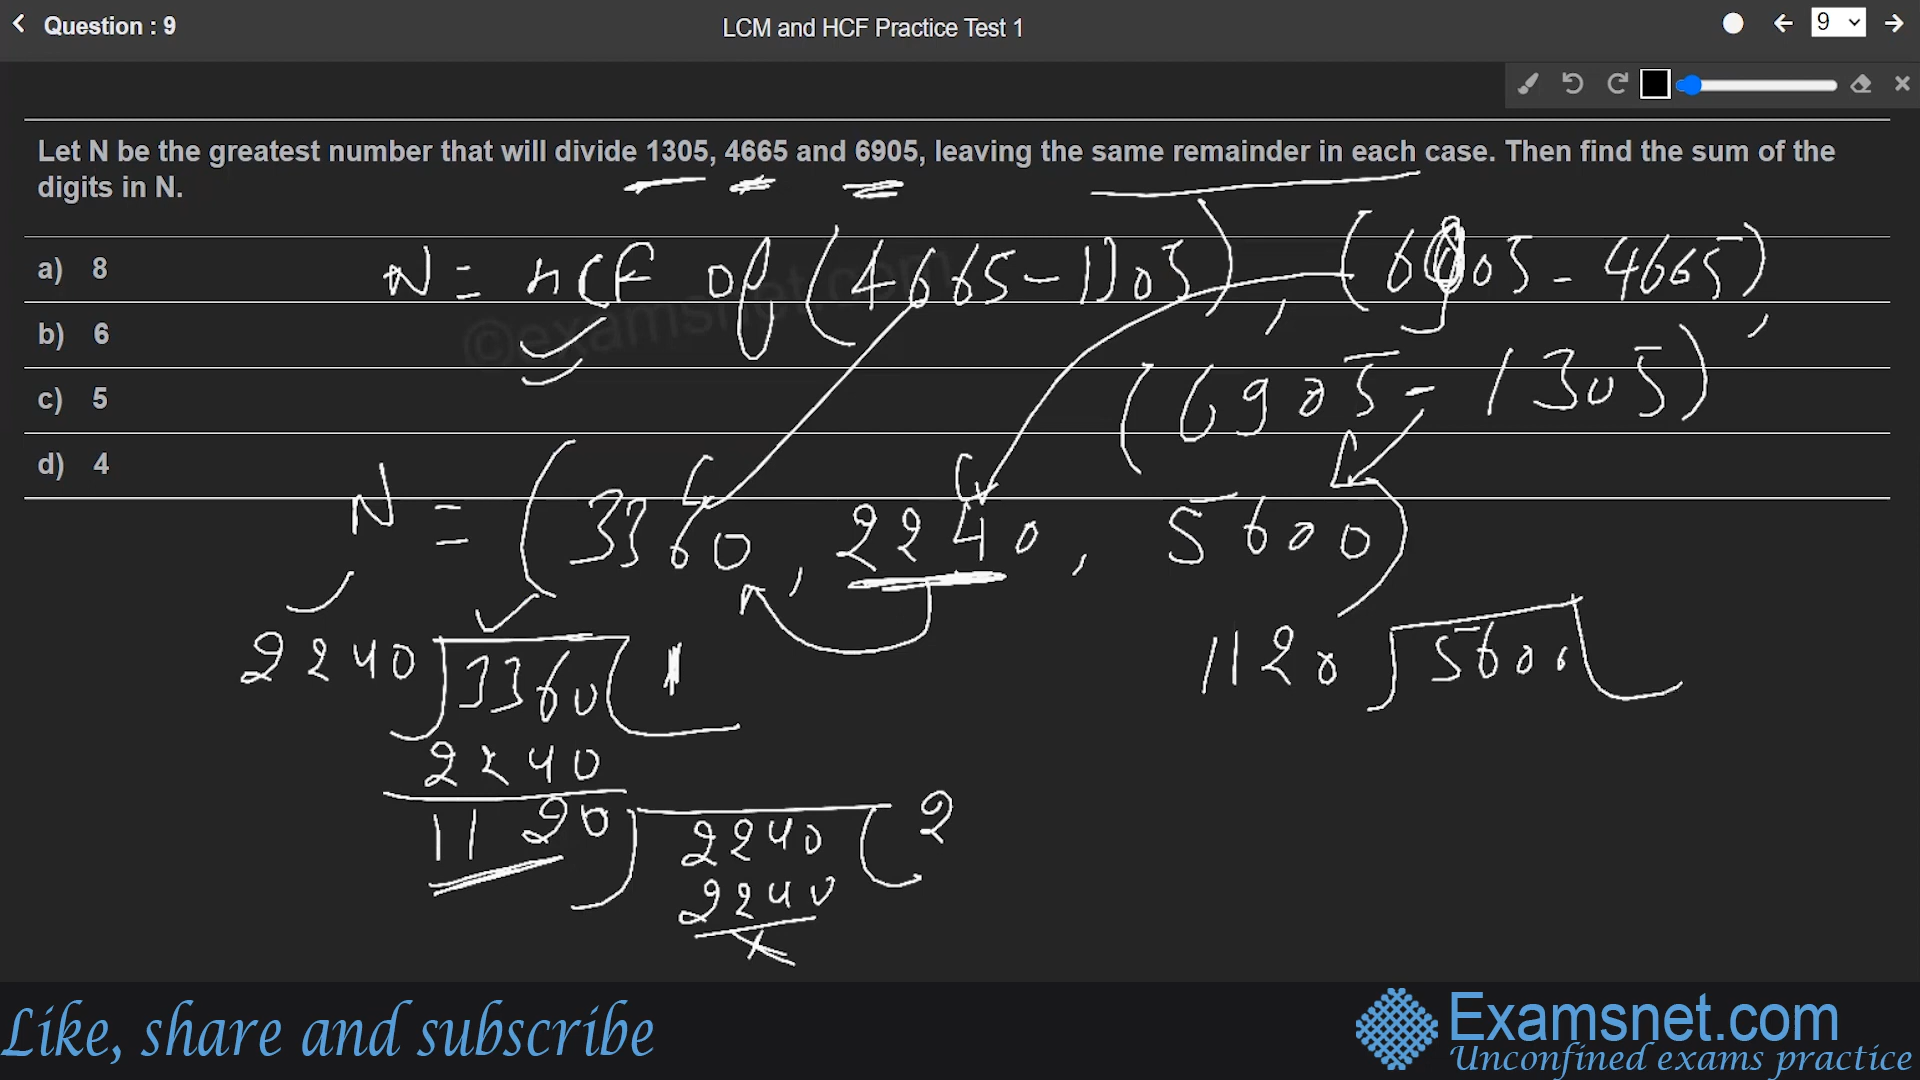 Question : 9
LCM and HCF Practice Test 1
9
Let N be the greatest number that will divide 1305, 4665 and 6905, leaving the same remainder in each case. Then find the sum of the
digits in N.
a) 8
b) 6
c) 5
d) 4
©examsnet.com
N = HCF of (4665 - 1305), (6905 - 4665),
(6905 - 1305)
N = (3360, 2240, 5600)
2240) 3360 ( 1
2240
1120) 2240 ( 2
2240
x
1120) 5600 (
Like, share and subscribe
Examsnet.com
Unconfined exams practice